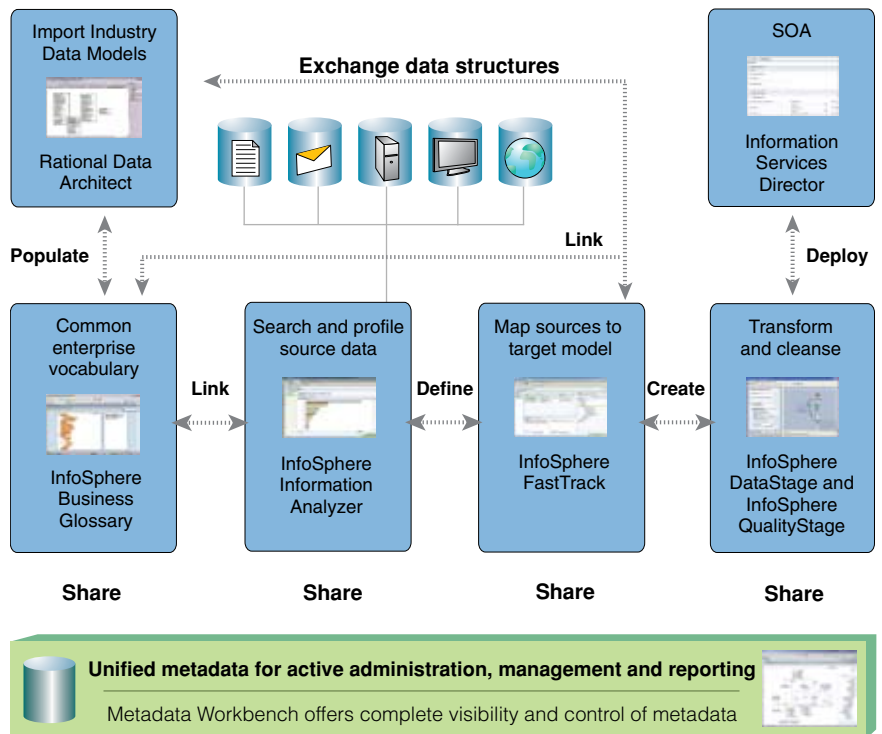 Import Industry
Data Models
Rational Data
Architect
Exchange data structures
SOA
Information
Services
Director
Populate
Link
Deploy
Common
enterprise
vocabulary
InfoSphere
Business
Glossary
Link
Search and profile
source data
InfoSphere
Information
Analyzer
Define
Map sources to
target model
InfoSphere
FastTrack
Create
Transform
and cleanse
InfoSphere
DataStage and
InfoSphere
QualityStage
Share
Share
Share
Share
Unified metadata for active administration, management and reporting
Metadata Workbench offers complete visibility and control of metadata